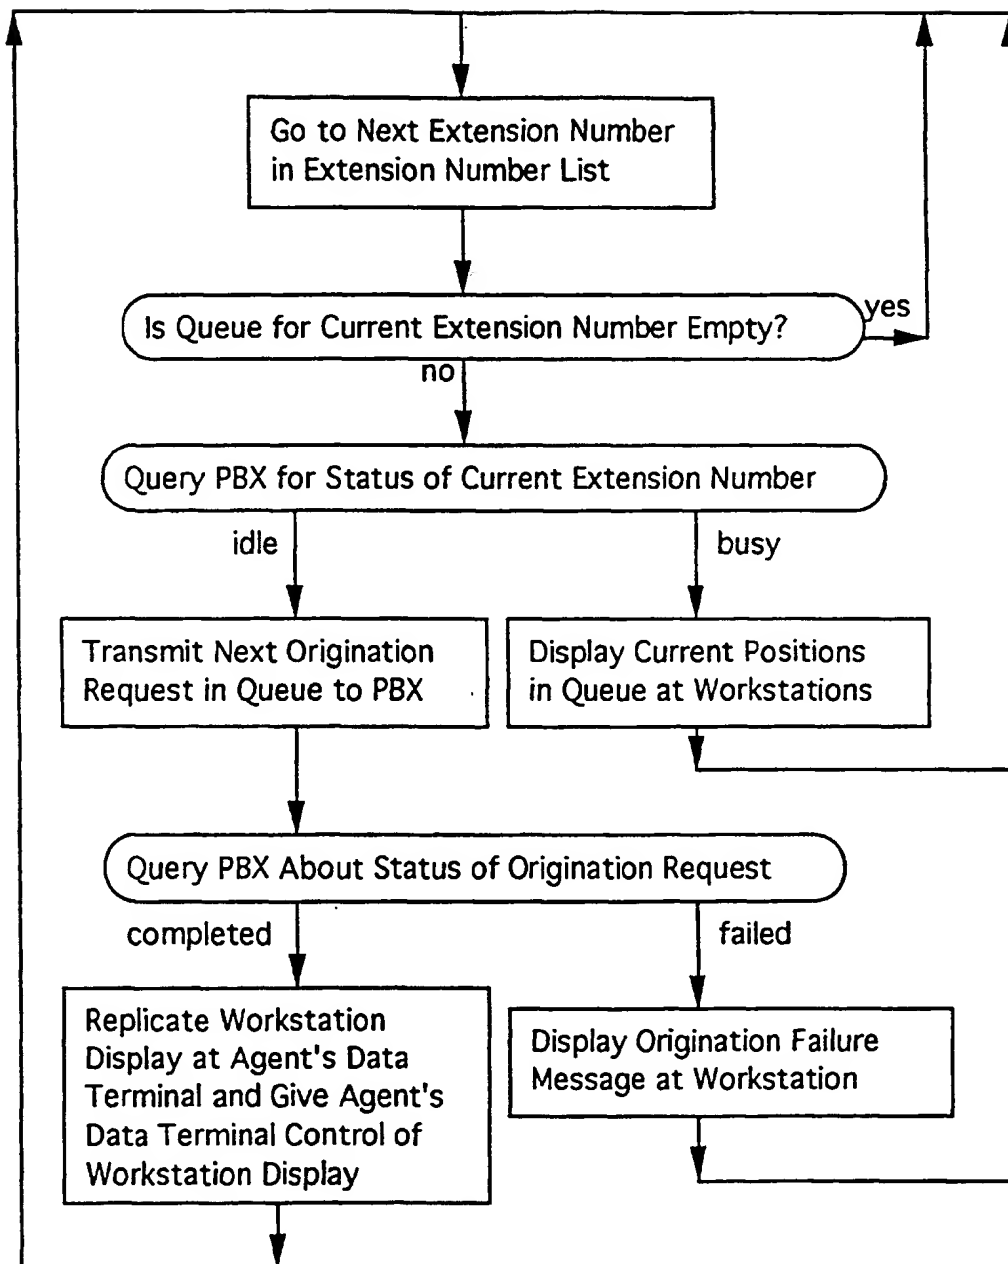 Go to Next Extension Number
in Extension Number List
Is Queue for Current Extension Number Empty?
yes
no
Query PBX for Status of Current Extension Number
idle
busy
Transmit Next Origination
Request in Queue to PBX
Display Current Positions
in Queue at Workstations
Query PBX About Status of Origination Request
completed
failed
Replicate Workstation
Display at Agent's Data
Terminal and Give Agent's
Data Terminal Control of
Workstation Display
Display Origination Failure
Message at Workstation